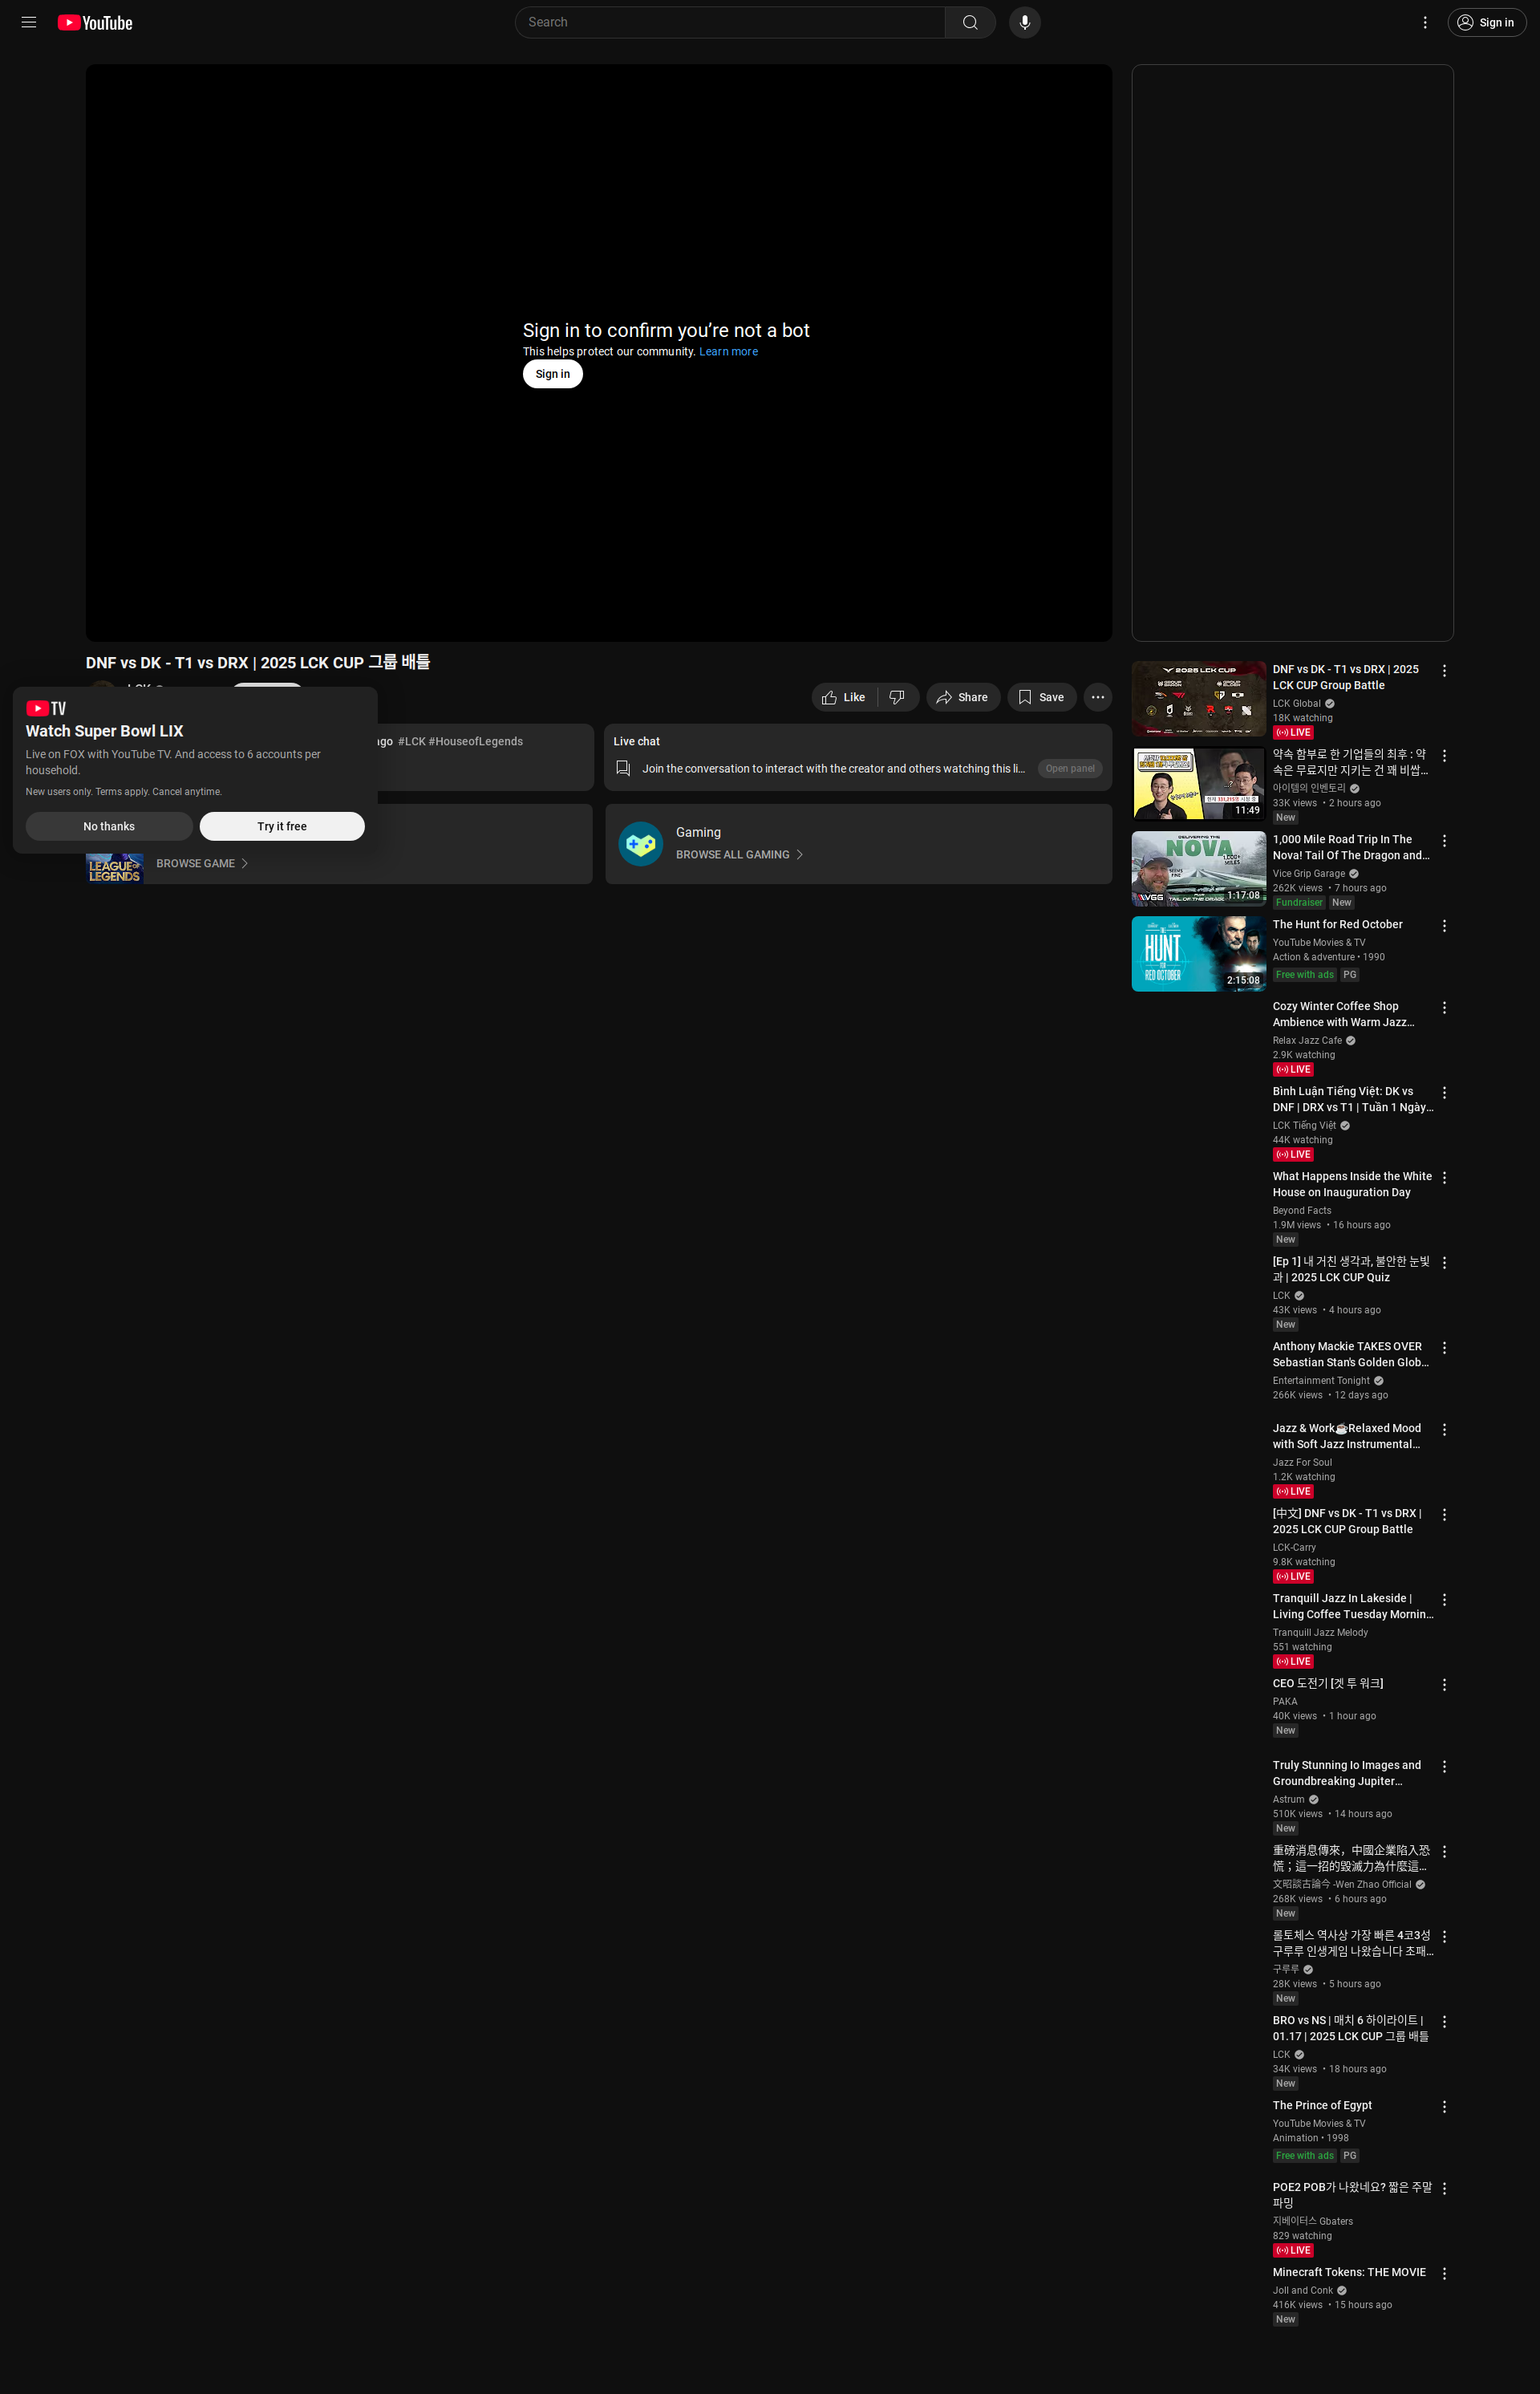 YouTube
Search
Sign in
Sign in to confirm you’re not a bot
This helps protect our community. Learn more
Sign in
DNF vs DK - T1 vs DRX | 2025 LCK CUP 그룹 배틀
Like
Share
Save
TV
Watch Super Bowl LIX
Live on FOX with YouTube TV. And access to 6 accounts per
household.
New users only. Terms apply. Cancel anytime.
No thanks
Try it free
ago #LCK #HouseofLegends
Live chat
Join the conversation to interact with the creator and others watching this li...
Open panel
LEAGUE OF
LEGENDS
BROWSE GAME
Gaming
BROWSE ALL GAMING
2025 LCK CUP
DNF vs DK - T1 vs DRX | 2025
LCK CUP Group Battle
LCK Global
18K watching
LIVE
11:49
약속 함부로 한 기업들의 최후 : 약
속은 무료지만 지키는 건 꽤 비쌉...
아이템의 인벤토리
33K views • 2 hours ago
New
DELIVERING THE
NOVA
1,000+
MILES
SEEMS
FINE
VGG
PLUS
TAIL OF THE DRAGON
1:17:08
1,000 Mile Road Trip In The
Nova! Tail Of The Dragon and...
Vice Grip Garage
262K views • 7 hours ago
Fundraiser
New
THE
HUNT
FOR
RED OCTOBER
2:15:08
The Hunt for Red October
YouTube Movies & TV
Action & adventure • 1990
Free with ads
PG
Cozy Winter Coffee Shop
Ambience with Warm Jazz...
Relax Jazz Cafe
2.9K watching
LIVE
Bình Luận Tiếng Việt: DK vs
DNF | DRX vs T1 | Tuần 1 Ngày...
LCK Tiếng Việt
44K watching
LIVE
What Happens Inside the White
House on Inauguration Day
Beyond Facts
1.9M views • 16 hours ago
New
[Ep 1] 내 거친 생각과, 불안한 눈빛
과 | 2025 LCK CUP Quiz
LCK
43K views • 4 hours ago
New
Anthony Mackie TAKES OVER
Sebastian Stan's Golden Glob...
Entertainment Tonight
266K views • 12 days ago
Jazz & Work☕Relaxed Mood
with Soft Jazz Instrumental...
Jazz For Soul
1.2K watching
LIVE
[中文] DNF vs DK - T1 vs DRX |
2025 LCK CUP Group Battle
LCK-Carry
9.8K watching
LIVE
Tranquill Jazz In Lakeside |
Living Coffee Tuesday Mornin...
Tranquill Jazz Melody
551 watching
LIVE
CEO 도전기 [겟 투 워크]
PAKA
40K views • 1 hour ago
New
Truly Stunning Io Images and
Groundbreaking Jupiter...
Astrum
510K views • 14 hours ago
New
重磅消息傳來，中國企業陷入恐
慌；這一招的毀滅力為什麼這...
文昭談古論今 -Wen Zhao Official
268K views • 6 hours ago
New
롤토체스 역사상 가장 빠른 4코3성
구루루 인생게임 나왔습니다 초패...
구루루
28K views • 5 hours ago
New
BRO vs NS | 매치 6 하이라이트 |
01.17 | 2025 LCK CUP 그룹 배틀
LCK
34K views • 18 hours ago
New
The Prince of Egypt
YouTube Movies & TV
Animation • 1998
Free with ads
PG
POE2 POB가 나왔네요? 짧은 주말
파밍
지베이터스 Gbaters
829 watching
LIVE
Minecraft Tokens: THE MOVIE
Joll and Conk
416K views • 15 hours ago
New